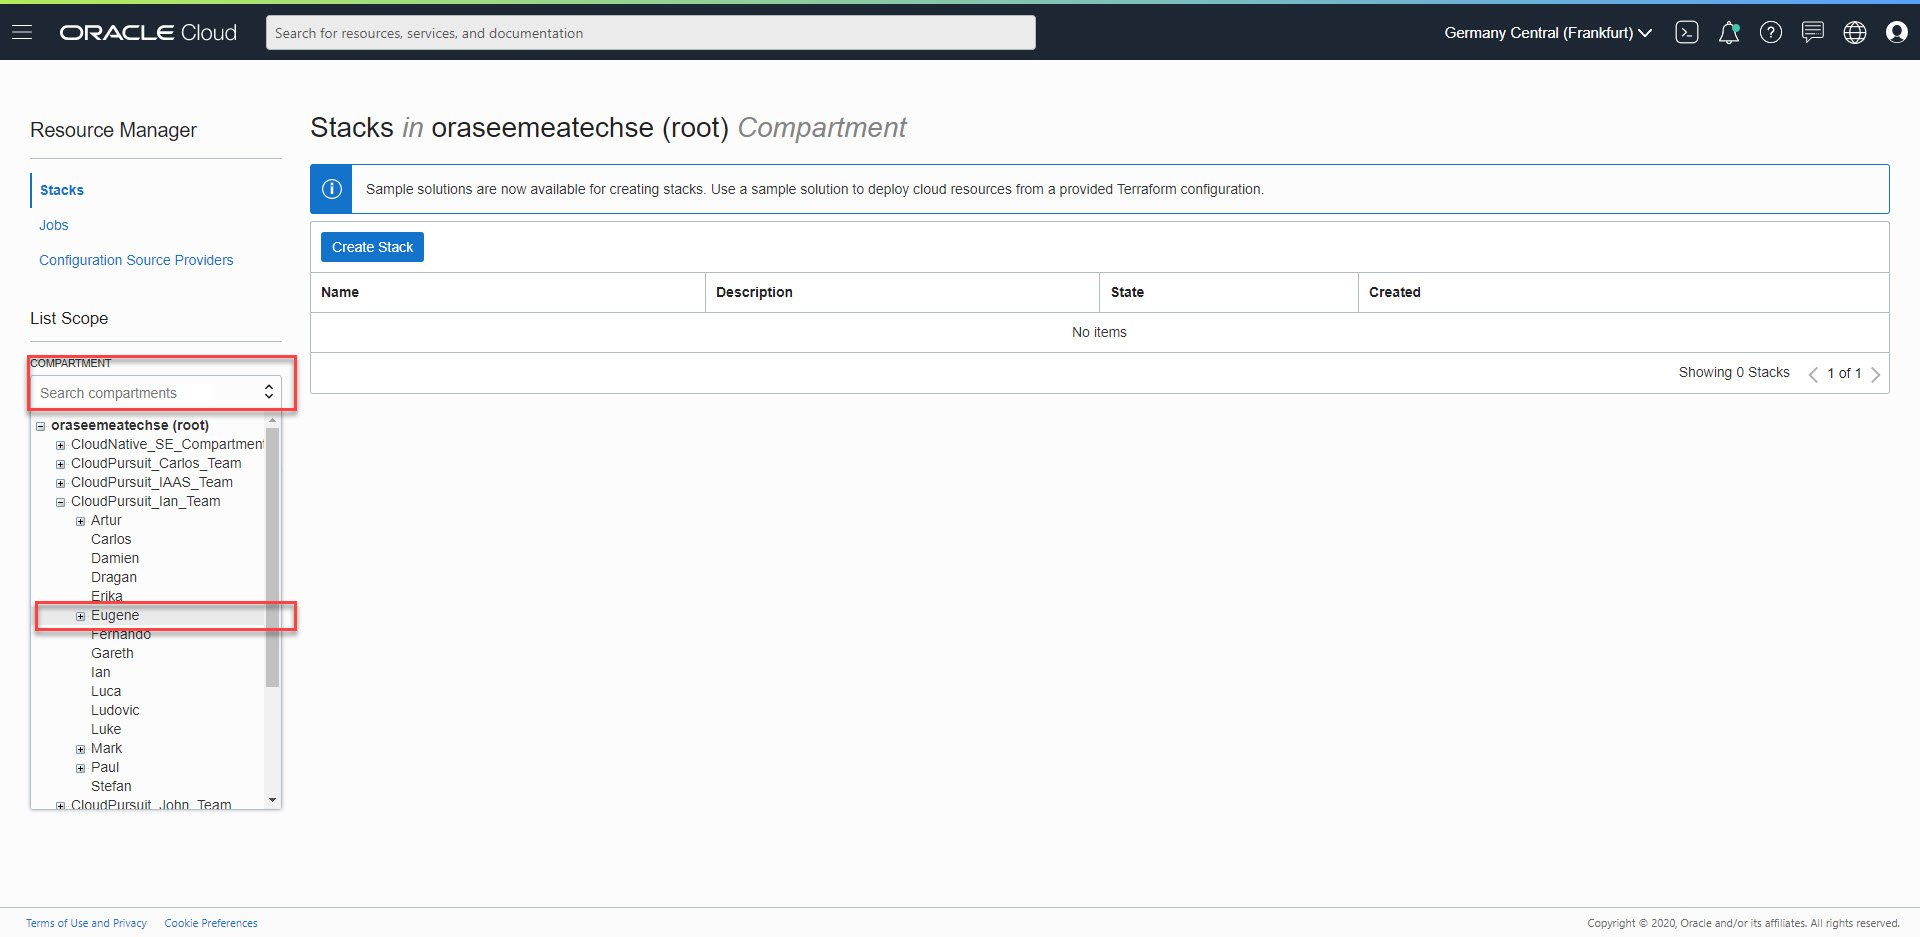 ORACLE Cloud
Search for resources, services, and documentation
Germany Central (Frankfurt)
Resource Manager
Stacks
Jobs
Configuration Source Providers
List Scope
COMPARTMENT
Search compartments
oraseemeatechse (root)
CloudNative_SE_Compartment
CloudPursuit_Carlos_Team
CloudPursuit_IAAS_Team
CloudPursuit_Ian_Team
Artur
Carlos
Damien
Dragan
Erika
Eugene
Fernando
Gareth
Ian
Luca
Ludovic
Luke
Mark
Paul
Stefan
CloudPursuit_John_Team
Stacks in oraseemeatechse (root) Compartment
Sample solutions are now available for creating stacks. Use a sample solution to deploy cloud resources from a provided Terraform configuration.
Create Stack
Name Description State Created
No items
Showing 0 Stacks 1 of 1
Terms of Use and Privacy Cookie Preferences
Copyright © 2020, Oracle and/or its affiliates. All rights reserved.